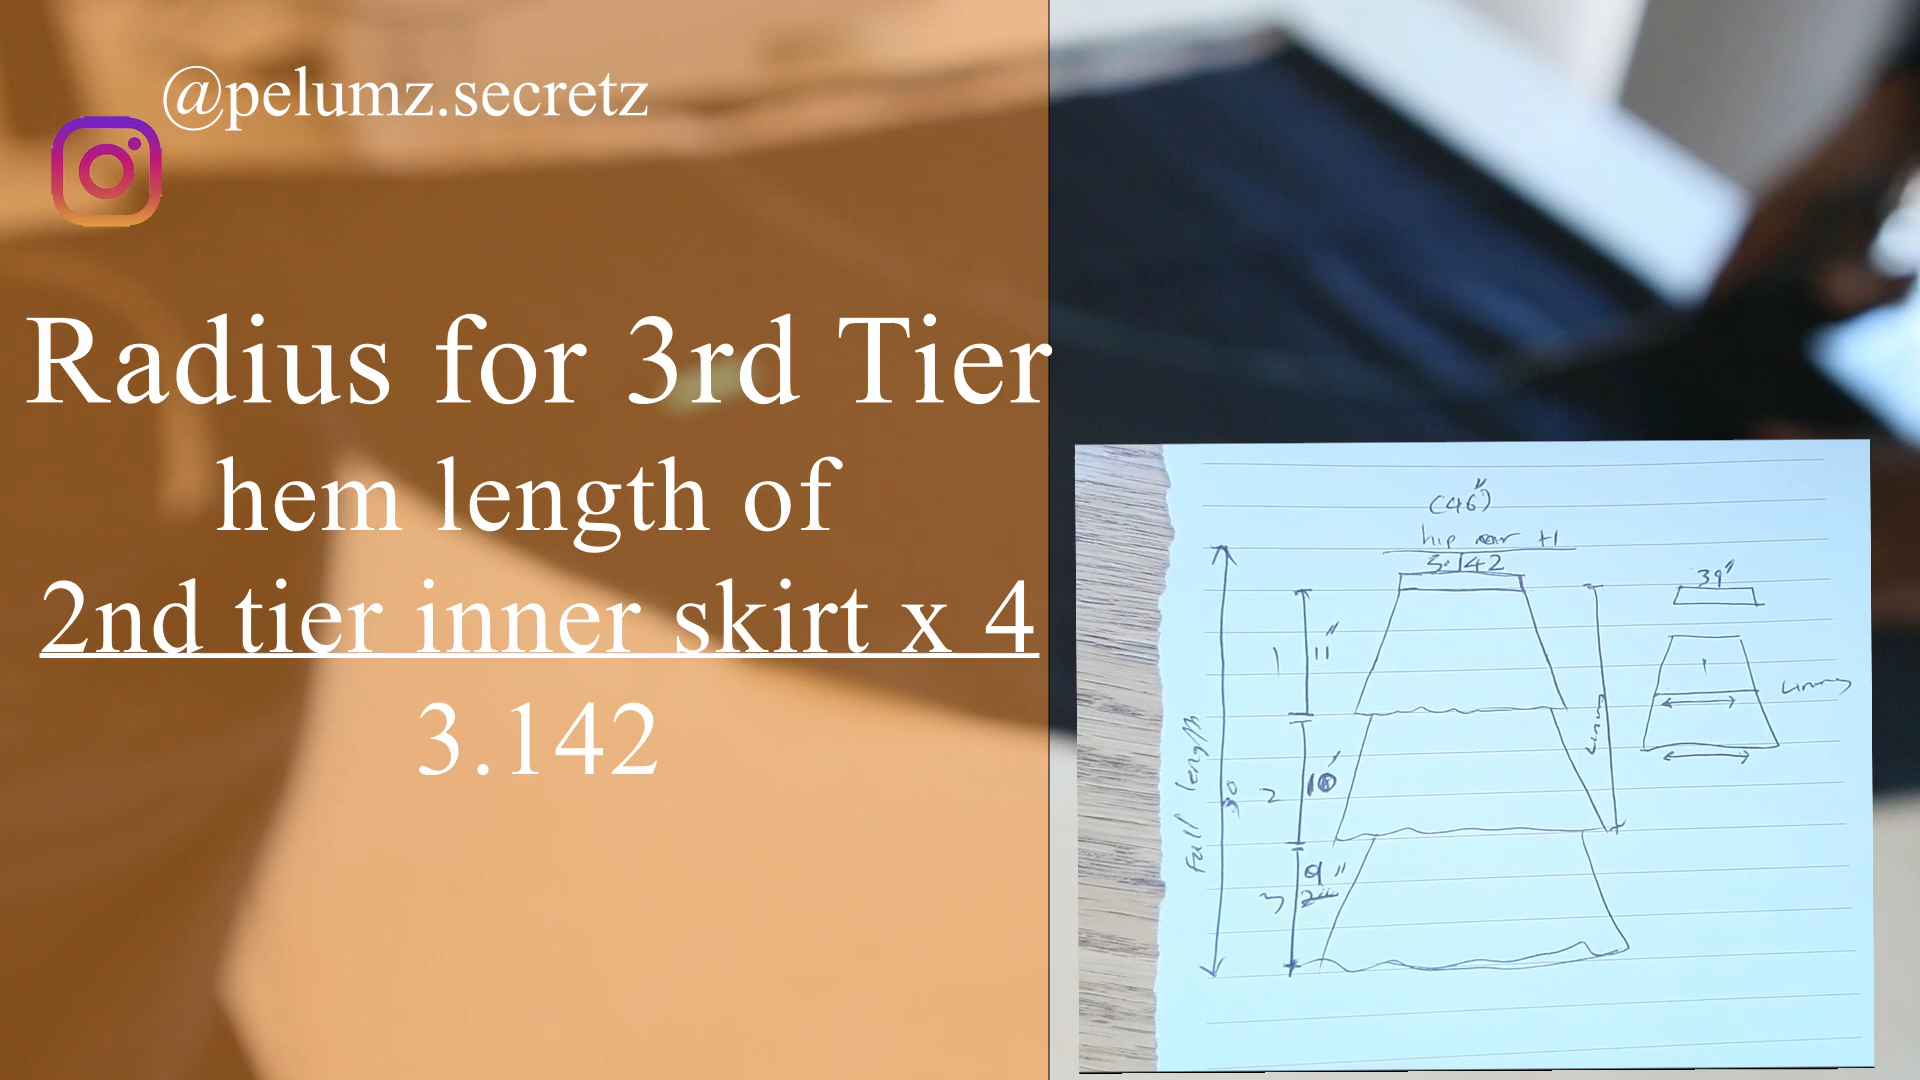 @pelumz.secretz
Radius for 3rd Tier
hem length of
2nd tier inner skirt x 4
3.142
(46")
hip +1
3.142
39"
1
11"
1
Lining
Lining
Full length
30
2
10"
9"
3